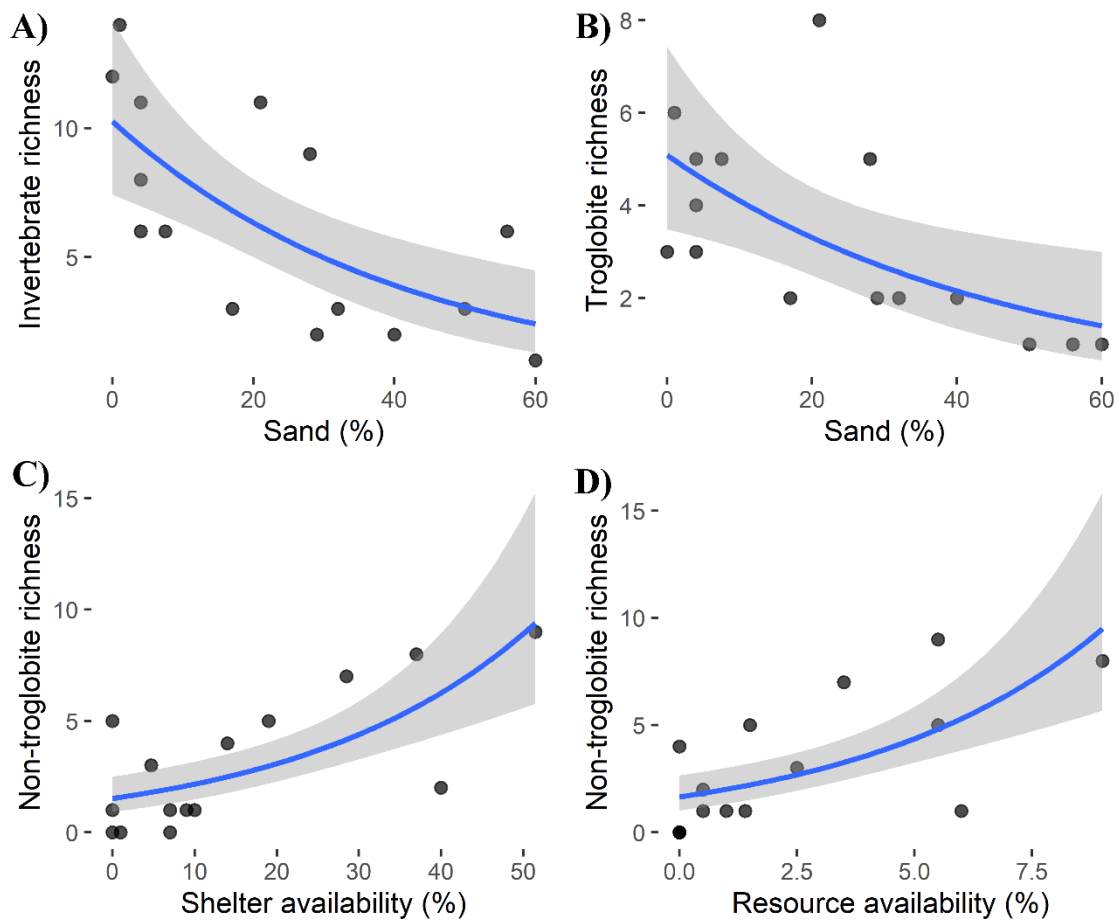 A)
Invertebrate richness
10
5
0
20
40
60
Sand (%)
B)
Troglobite richness
8
6
4
2
0
20
40
60
Sand (%)
C)
Non-troglobite richness
15
10
5
0
0
10
20
30
40
50
Shelter availability (%)
D)
Non-troglobite richness
15
10
5
0
0.0
2.5
5.0
7.5
Resource availability (%)